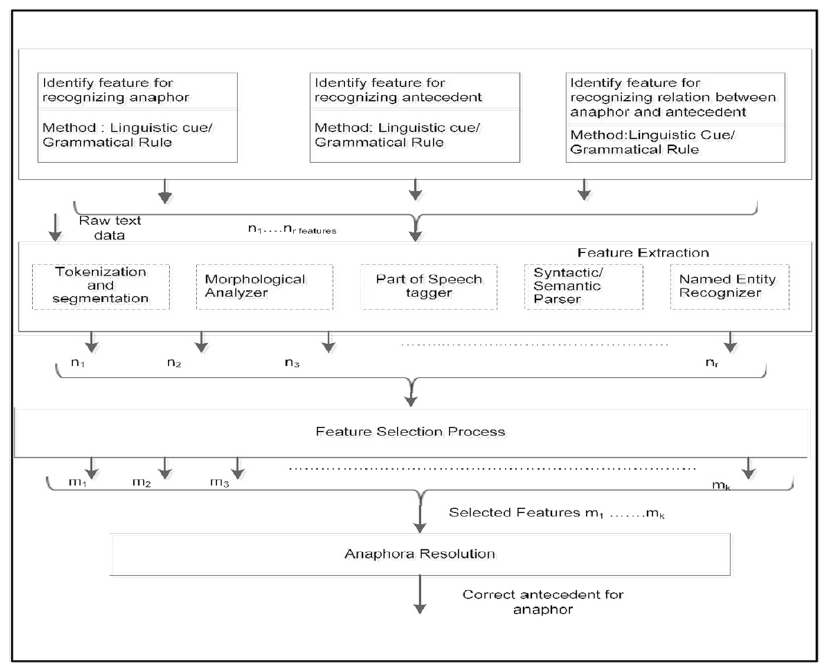 Identify feature for
recognizing anaphor
Method : Linguistic cue/
Grammatical Rule
Identify feature for
recognizing antecedent
Method: Linguistic cue/
Grammatical Rule
Identify feature for
recognizing relation between
anaphor and antecedent
Method:Linguistic Cue/
Grammatical Rule
Raw text
data
n1....nr features
Feature Extraction
Tokenization
and
segmentation
Morphological
Analyzer
Part of Speech
tagger
Syntactic/
Semantic
Parser
Named Entity
Recognizer
n1 n2 n3 nr
Feature Selection Process
m1 m2 m3 mk
Selected Features m1 .......mk
Anaphora Resolution
Correct antecedent for
anaphor